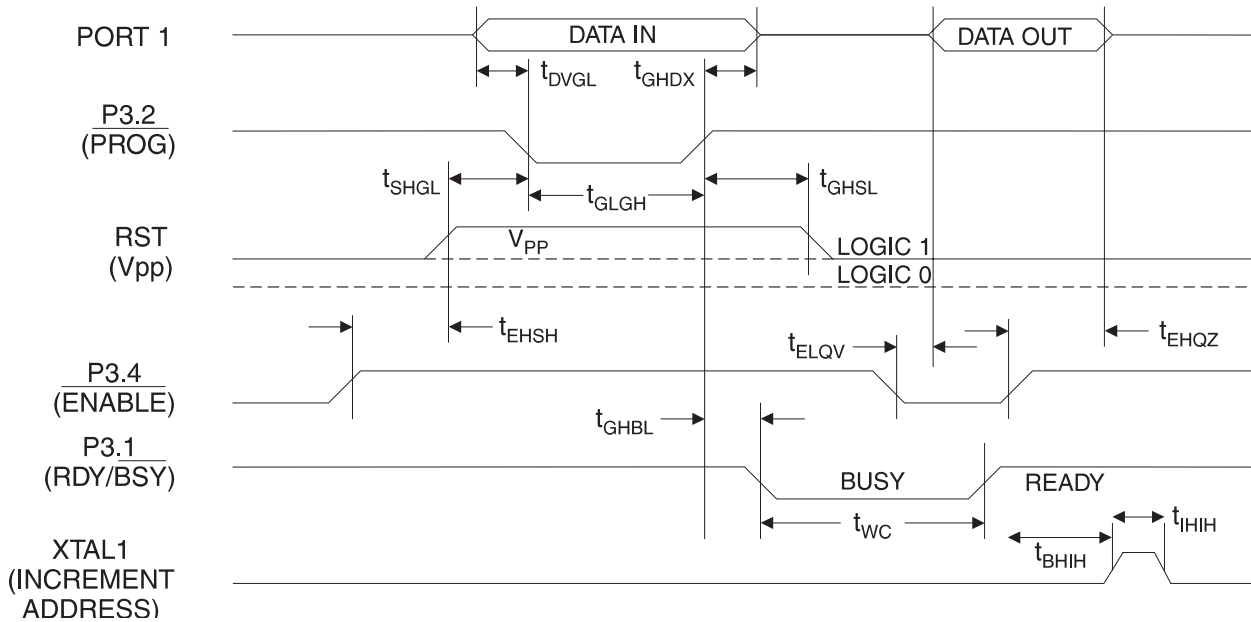 PORT 1
DATA IN
DATA OUT
tDVGL
tGHDX
P3.2
(PROG)
tSHGL
tGLGH
tGHSL
RST
(Vpp)
VPP
LOGIC 1
LOGIC 0
tEHSH
tELQV
tEHQZ
P3.4
(ENABLE)
tGHBL
P3.1
(RDY/BSY)
BUSY
READY
tWC
tIHIH
tBHIH
XTAL1
(INCREMENT
ADDRESS)